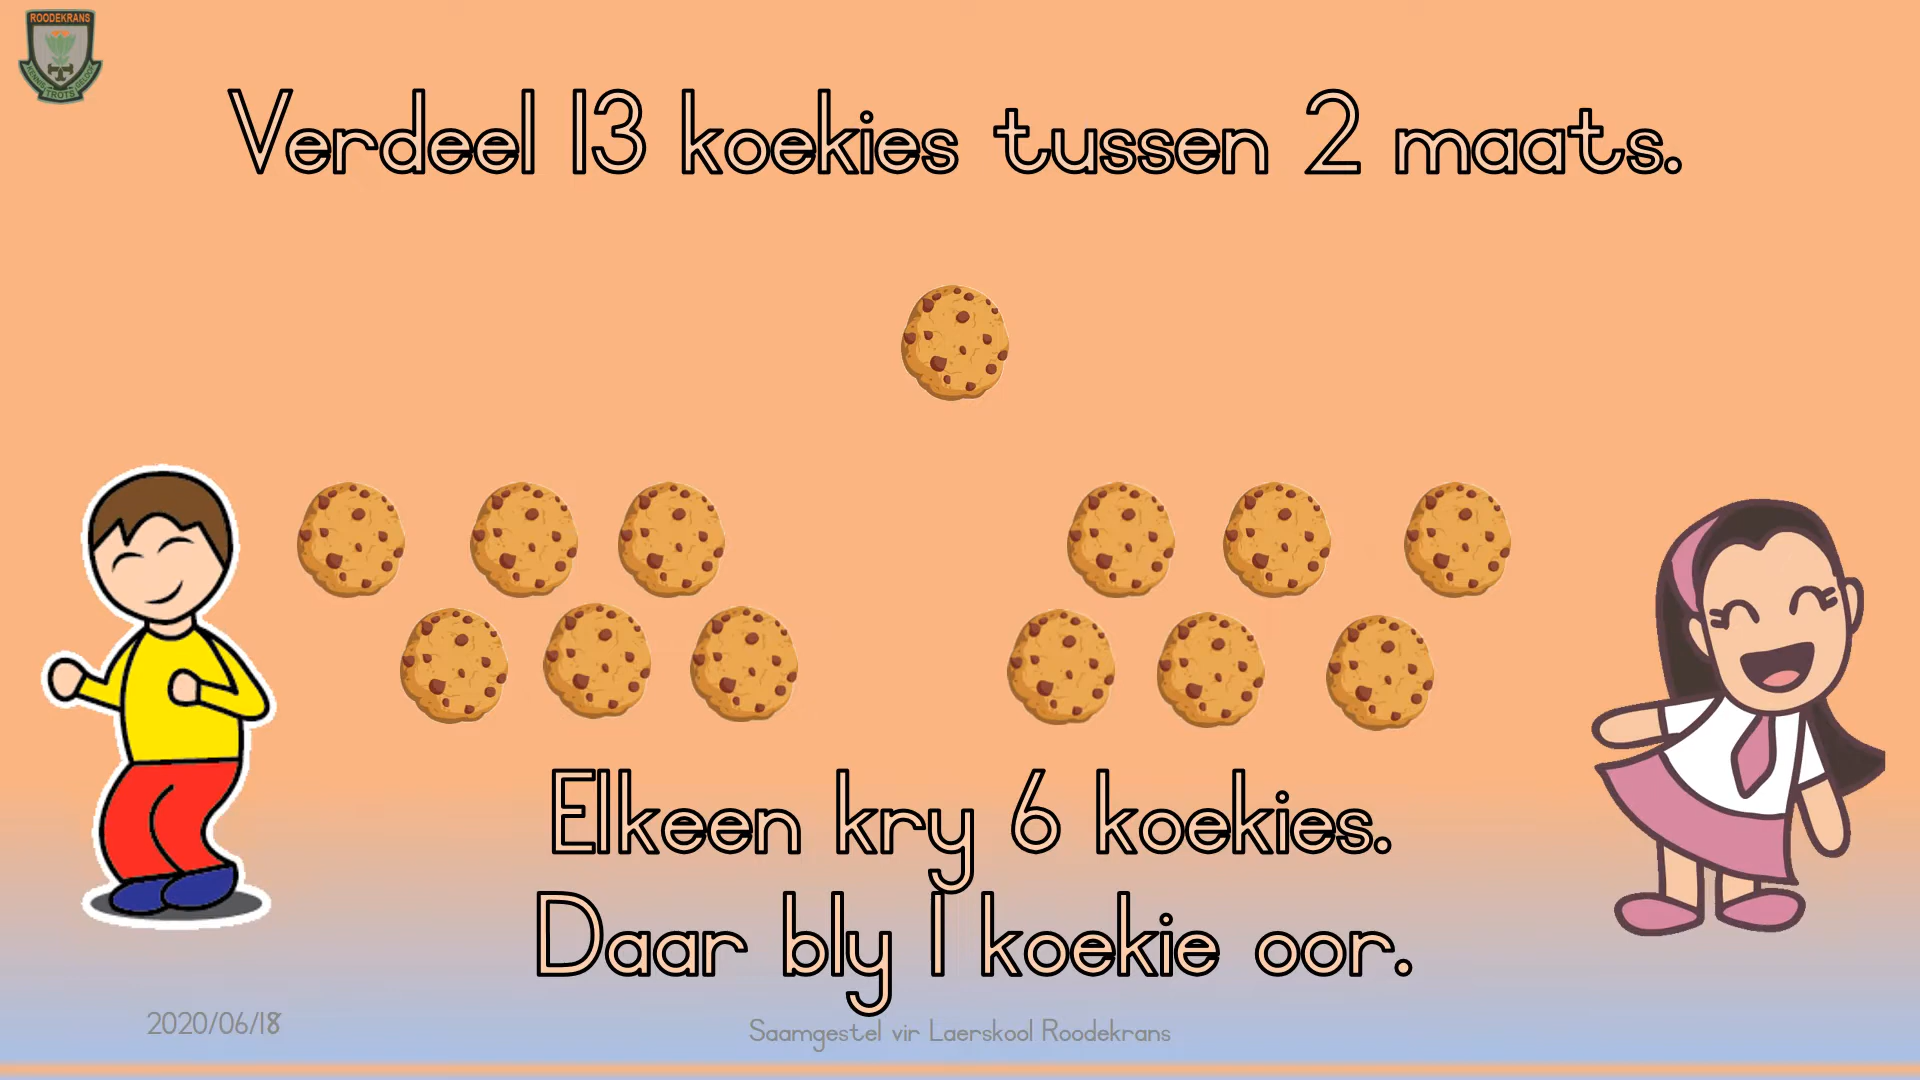 ROODEKRANS
TROTS
Verdeel 13 koekies tussen 2 maats.
Elkeen kry 6 koekies.
Daar bly 1 koekie oor.
2020/06/18
Saamgestel vir Laerskool Roodekrans